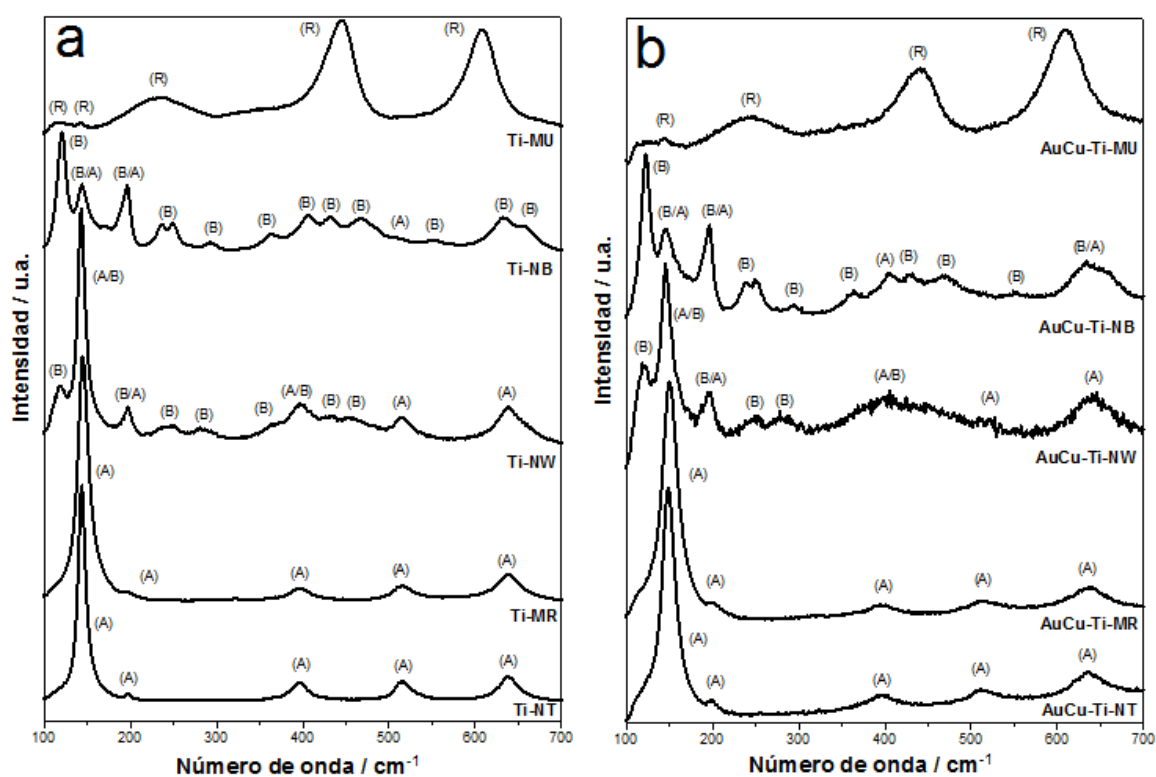 a
(R)
(R)
(R)
(R)
(R)
Ti-MU
(B)
(B/A)
(B/A)
(B)
(B)
(B)
(B)
(B)
(B)
(A)
(B)
(B)
(B)
Ti-NB
(A/B)
(B)
(B/A)
(B)
(B)
(B)
(A/B)
(B)
(B)
(A)
(A)
Ti-NW
(A)
(A)
(A)
(A)
(A)
Ti-MR
(A)
(A)
(A)
(A)
Ti-NT
100 200 300 400 500 600 700
Número de onda / cm-1
Intensidad / u.a.
b
(R)
(R)
(R)
(R)
AuCu-Ti-MU
(B)
(B/A)
(B/A)
(B)
(B)
(B)
(A)
(B)
(B)
(B)
(B/A)
AuCu-Ti-NB
(A/B)
(B)
(B/A)
(B)
(B)
(A/B)
(A)
(A)
AuCu-Ti-NW
(A)
(A)
(A)
(A)
(A)
AuCu-Ti-MR
(A)
(A)
(A)
(A)
(A)
AuCu-Ti-NT
100 200 300 400 500 600 700
Número de onda / cm-1
Intensidad / u.a.